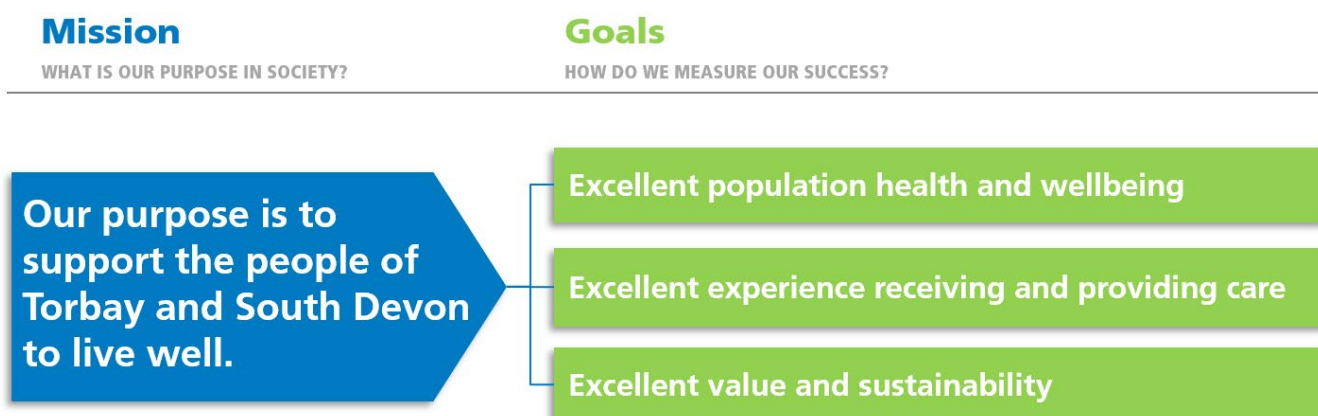 Mission
WHAT IS OUR PURPOSE IN SOCIETY?
Goals
HOW DO WE MEASURE OUR SUCCESS?
Our purpose is to
support the people of
Torbay and South Devon
to live well.
Excellent population health and wellbeing
Excellent experience receiving and providing care
Excellent value and sustainability